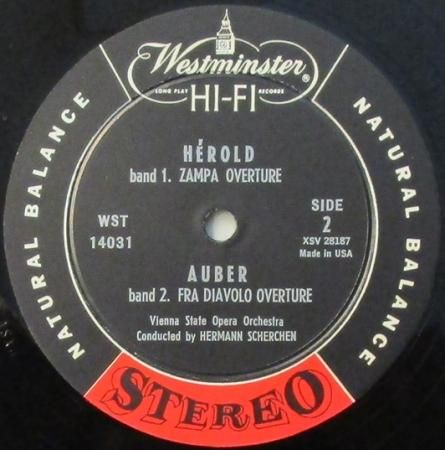 Westminster ®
LONG PLAY RECORDS
HI-FI
NATURAL BALANCE
NATURAL BALANCE
HÉROLD
band 1. ZAMPA OVERTURE
WST
14031
SIDE
2
XSV 28187
Made in USA
AUBER
band 2. FRA DIAVOLO OVERTURE
Vienna State Opera Orchestra
Conducted by HERMANN SCHERCHEN
STEREO